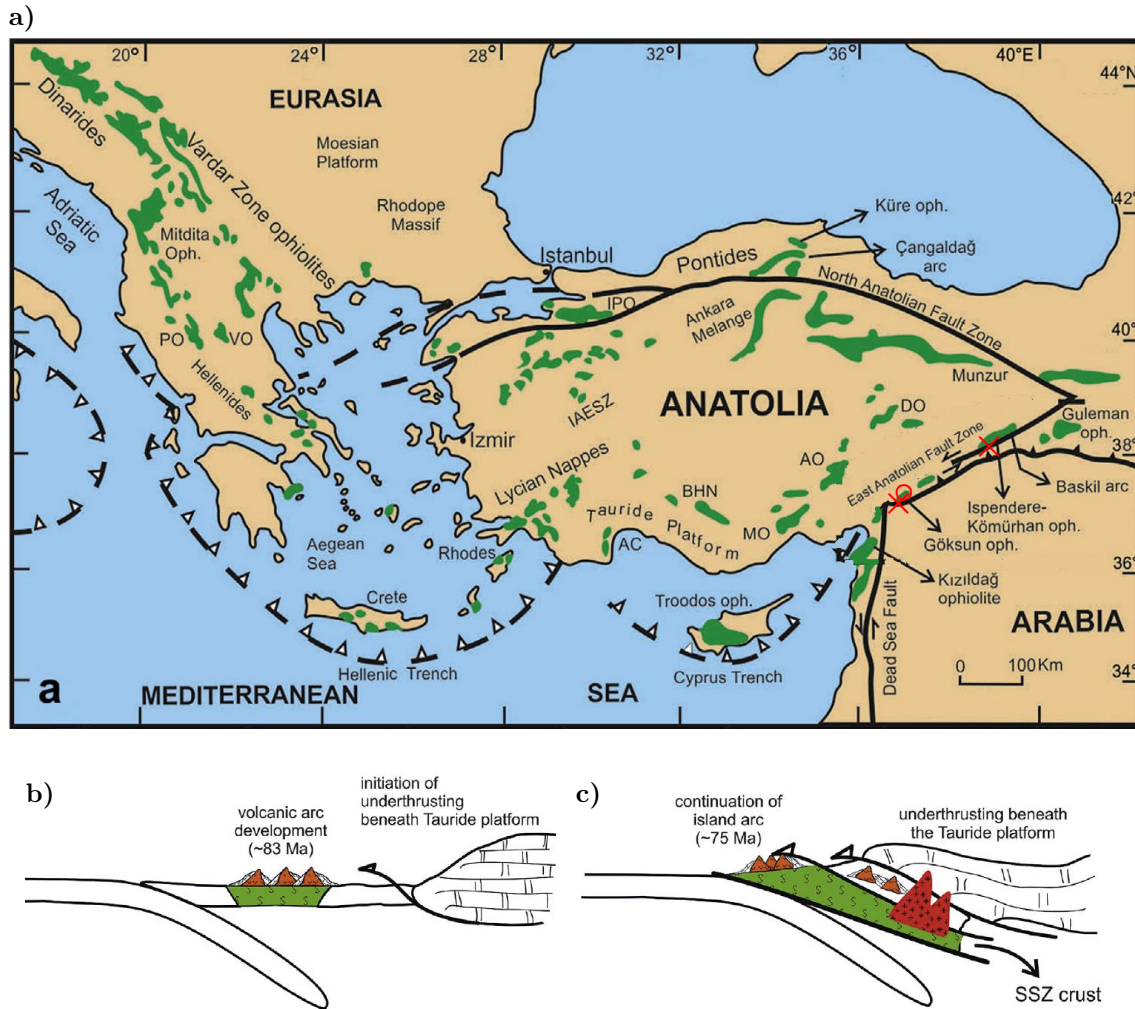 a)
20°
24°
28°
32°
36°
40°E
44°N
42°
40°
38°
36°
34°
EURASIA
Moesian
Platform
Rhodope
Massif
Dinarides
Vardar Zone ophiolites
Adriatic
Sea
Mitdita
Oph.
PO
VO
Hellenides
Istanbul
Pontides
Küre oph.
Çangaldağ
arc
North Anatolian Fault Zone
IPO
Ankara
Melange
IAESZ
ANATOLIA
Munzur
DO
Guleman
oph.
Izmir
Lycian Nappes
AO
East Anatolian Fault Zone
Baskil arc
BHN
Ispendere-
Kömürhan oph.
Göksun oph.
Tauride Platform
MO
AC
Aegean
Sea
Rhodes
Kızıldağ
ophiolite
Crete
Troodos oph.
ARABIA
Dead Sea Fault
0 100 Km
Hellenic Trench
Cyprus Trench
a
MEDITERRANEAN SEA
b)
volcanic arc
development
(~83 Ma)
initiation of
underthrusting
beneath Tauride platform
c)
continuation of
island arc
(~75 Ma)
underthrusting beneath
the Tauride platform
SSZ crust